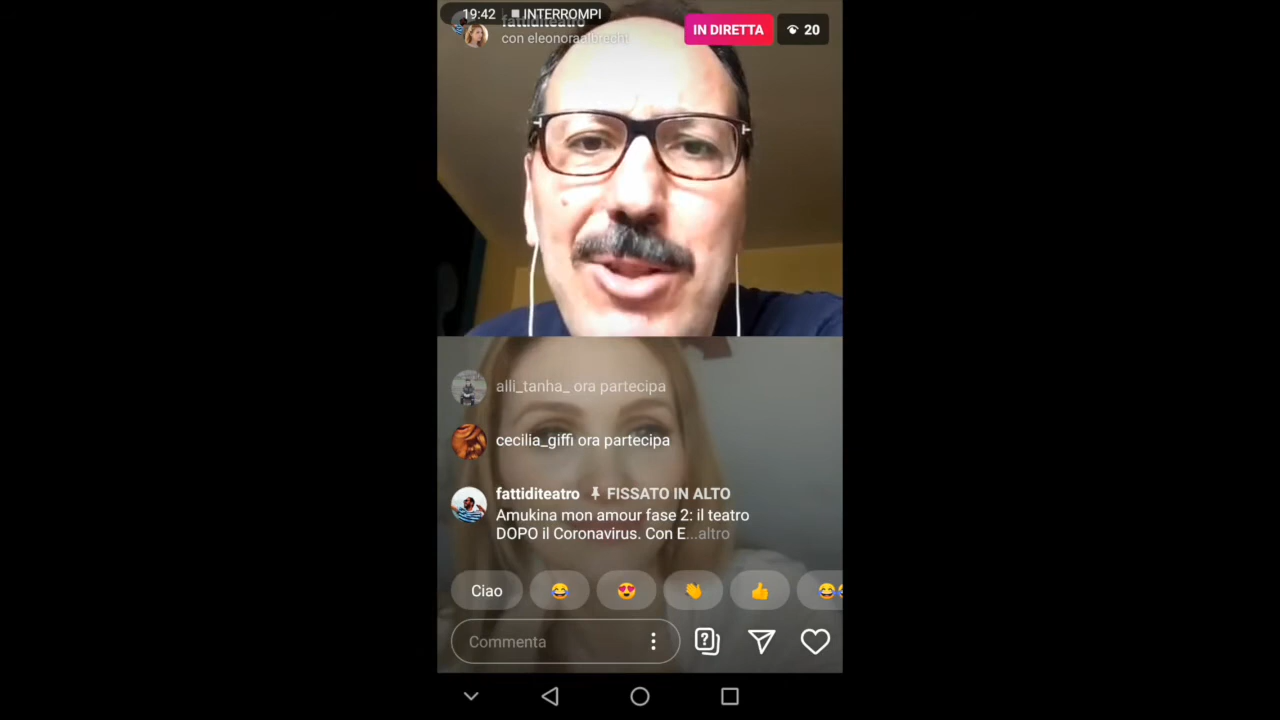 19:42 INTERROMPI
fattiditeatro
con eleonoraalbrecht
IN DIRETTA
20
alli_tanha_ ora partecipa
cecilia_giffi ora partecipa
fattiditeatro FISSATO IN ALTO
Amukina mon amour fase 2: il teatro
DOPO il Coronavirus. Con E...altro
Ciao
Commenta